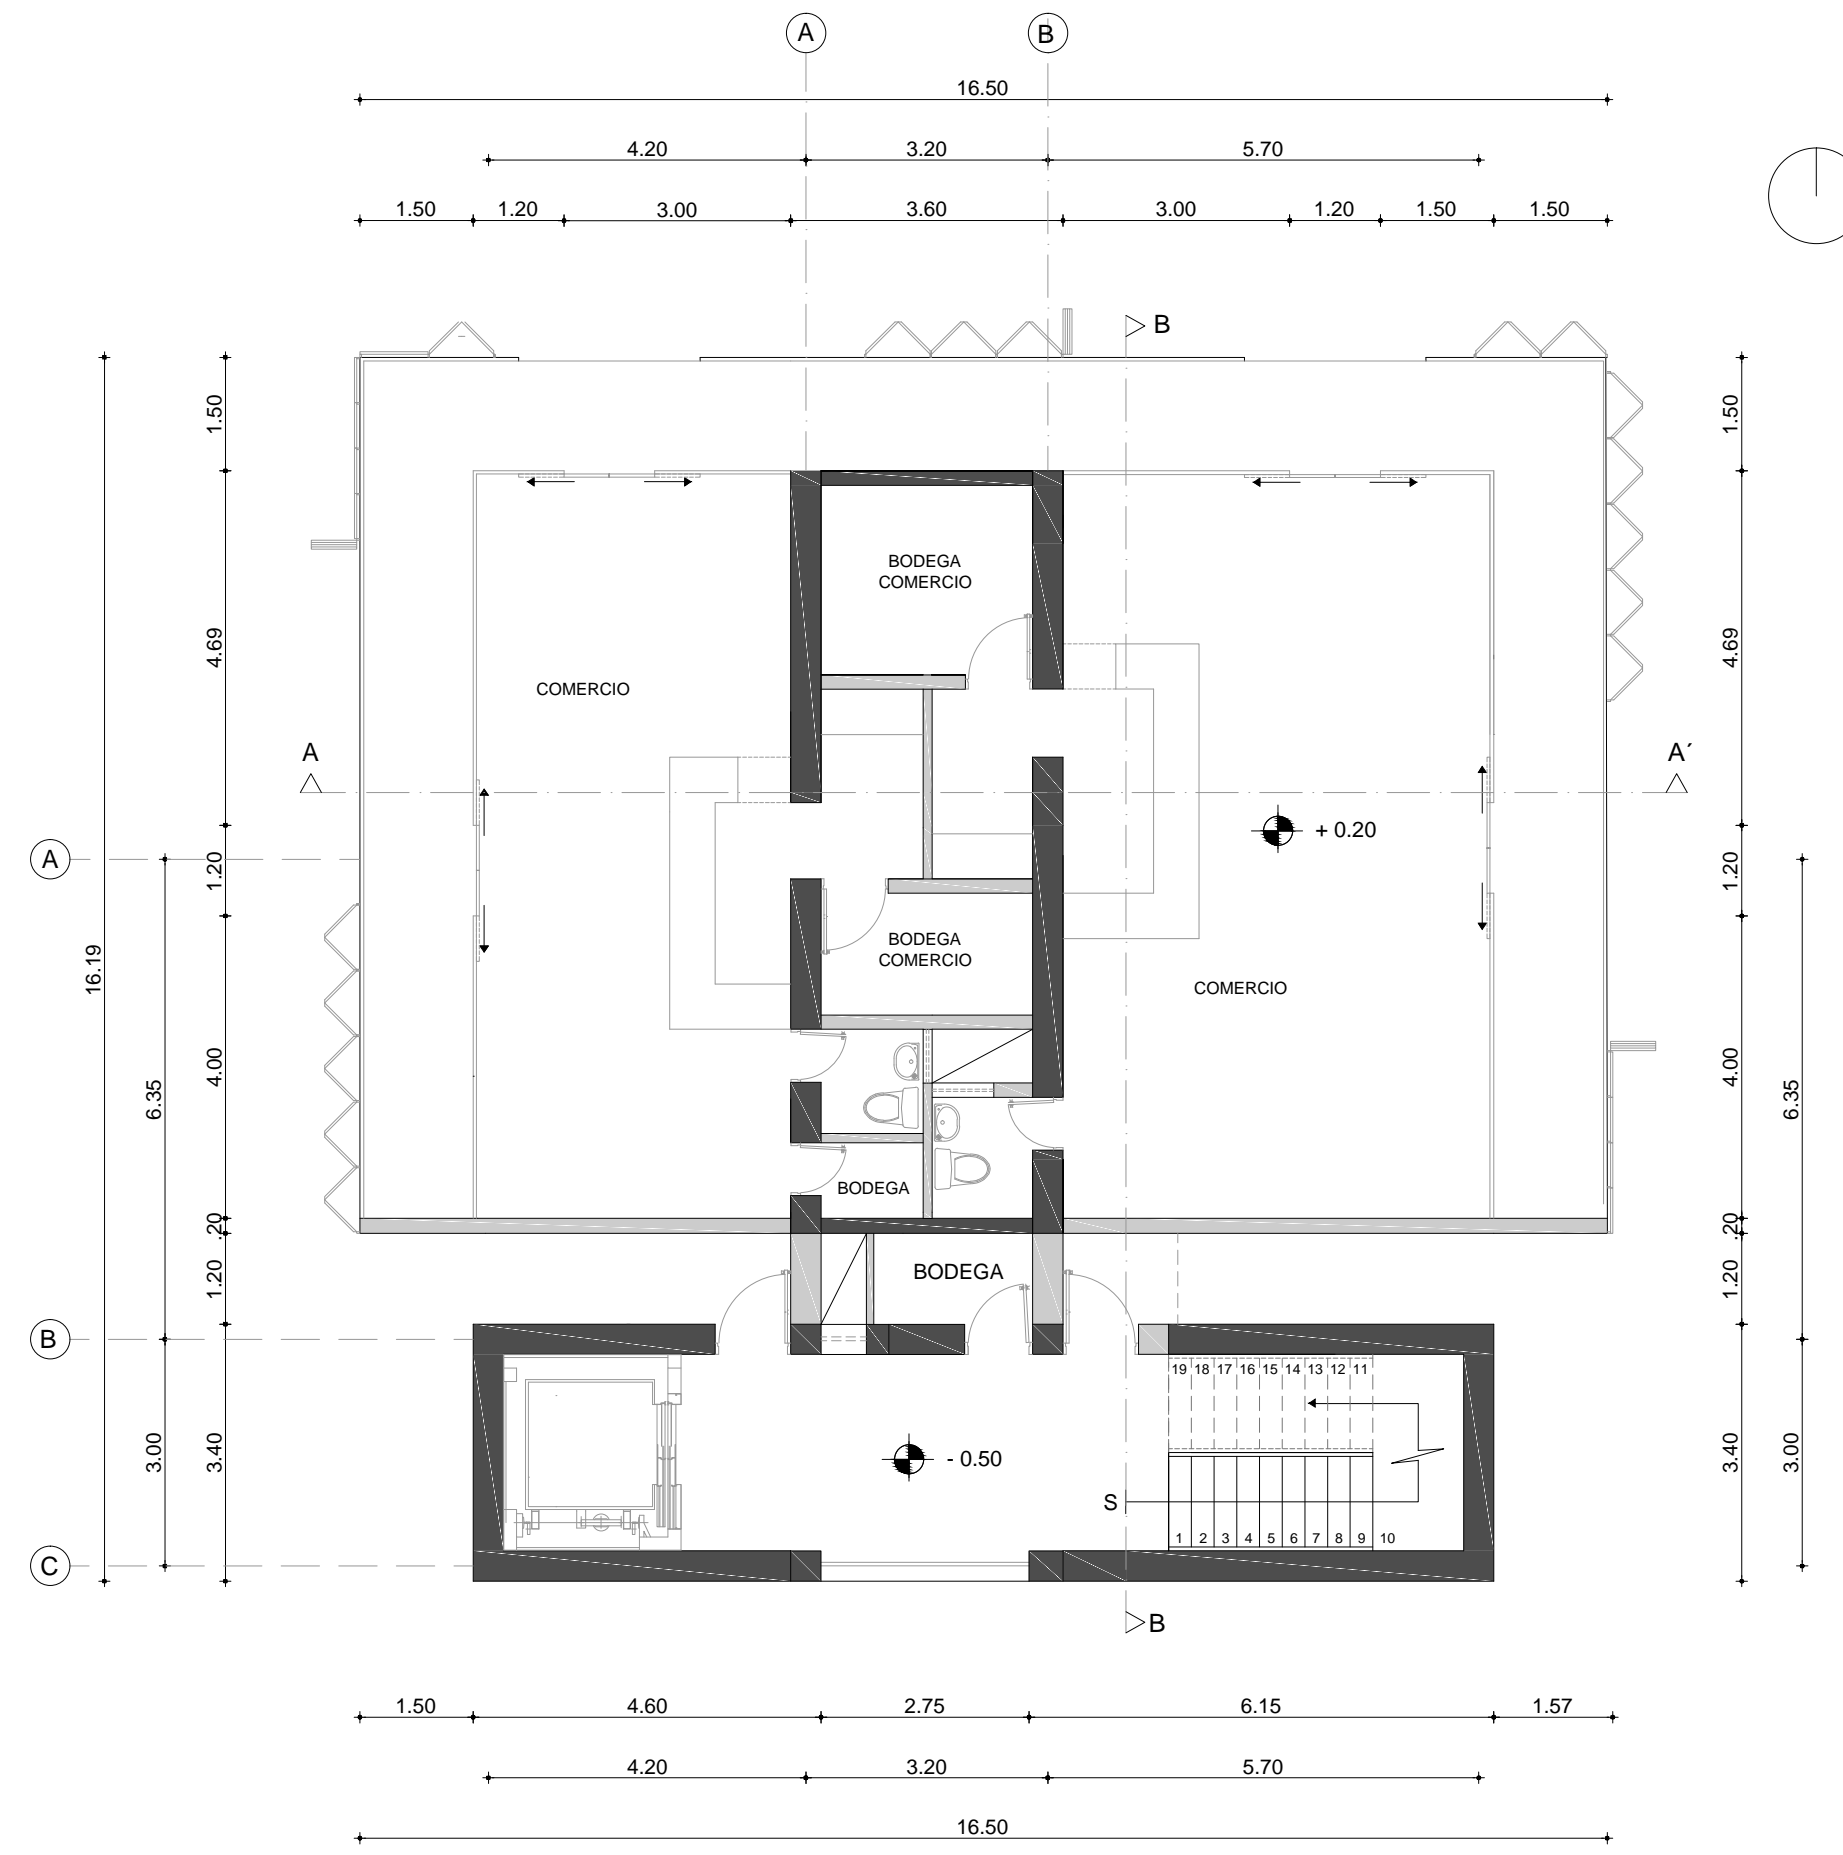 A B
16.50
4.20 3.20 5.70
1.50 1.20 3.00 3.60 3.00 1.20 1.50 1.50
B
1.50 1.50
BODEGA
COMERCIO
4.69 4.69
COMERCIO
A A´
+ 0.20
A
1.20 1.20
BODEGA
COMERCIO
16.19
COMERCIO
4.00 4.00
6.35 6.35
BODEGA
.20 .20
BODEGA
1.20 1.20
B
19 18 17 16 15 14 13 12 11
3.00 3.40 3.40 3.00
- 0.50
S
1 2 3 4 5 6 7 8 9 10
C
B
1.50 4.60 2.75 6.15 1.57
4.20 3.20 5.70
16.50